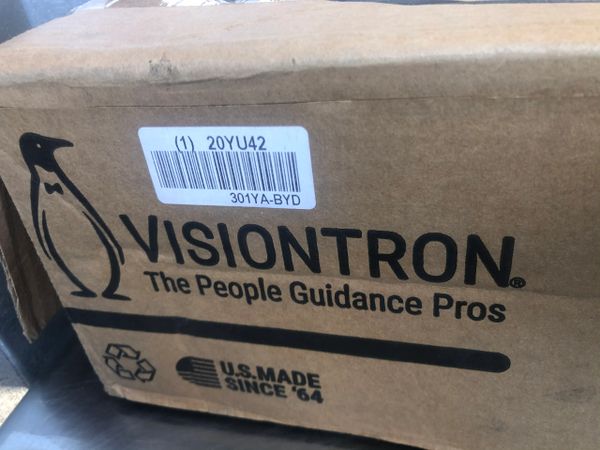 (1) 20YU42
301YA-BYD
VISIONTRON®
The People Guidance Pros
U.S.MADE
SINCE '64